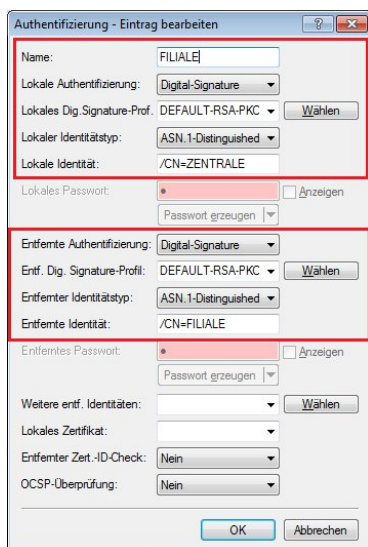 Authentifizierung - Eintrag bearbeiten
Name: FILIALE
Lokale Authentifizierung: Digital-Signature
Lokales Dig.Signature-Prof. DEFAULT-RSA-PKC Wählen
Lokaler Identitätstyp: ASN.1-Distinguished
Lokale Identität: /CN=ZENTRALE
Lokales Passwort: Anzeigen
Passwort erzeugen
Entfernte Authentifizierung: Digital-Signature
Entf. Dig. Signature-Profil: DEFAULT-RSA-PKC Wählen
Entfernter Identitätstyp: ASN.1-Distinguished
Entfernte Identität: /CN=FILIALE
Entferntes Passwort: Anzeigen
Passwort erzeugen
Weitere entf. Identitäten: Wählen
Lokales Zertifikat:
Entfernter Zert.-ID-Check: Nein
OCSP-Überprüfung: Nein
OK Abbrechen